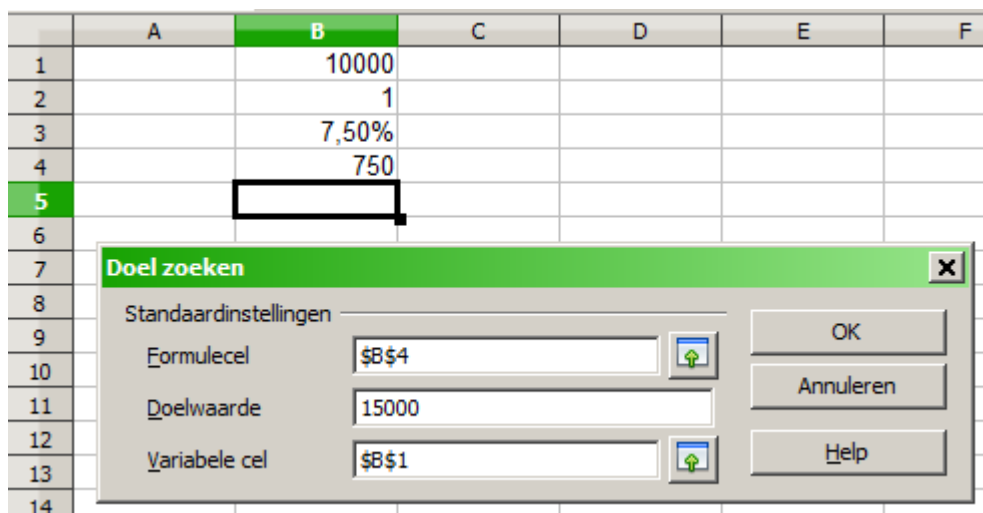 A B C D E F
1 10000
2 1
3 7,50%
4 750
5
6
7 Doel zoeken
8 Standaardinstellingen
9 OK
10 Formulecel $B$4
Annuleren
11 Doelwaarde 15000
12
13 Variabele cel $B$1 Help
14